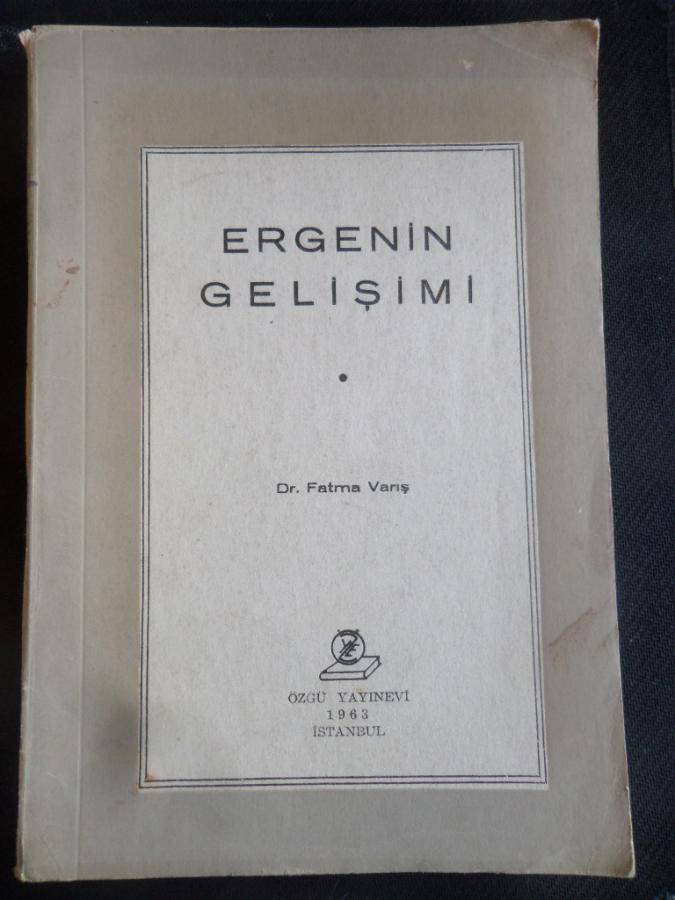 ERGENİN
GELİŞİMİ
Dr. Fatma Varış
ÖZGÜ YAYINEVİ
1963
İSTANBUL